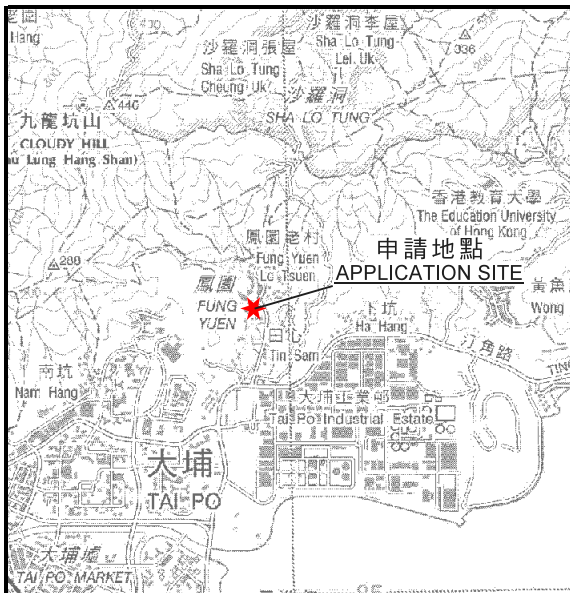 Hang
沙羅洞張屋
Sha Lo Tung
Cheung Uk
沙羅洞李屋
Sha Lo Tung
Lei Uk
336
440
沙羅洞
SHA LO TUNG
九龍坑山
CLOUDY HILL
au Lung Hang Shan)
香港教育大學
The Education University
of Hong Kong
鳳園老村
Fung Yuen
Lo Tsuen
申請地點
APPLICATION SITE
288
鳳園
FUNG
YUEN
黃魚
Wong
下坑
Ha Hang
汀角路
TING
田心
Tin Sam
南坑
Nam Hang
大埔工業邨
Tai Po Industrial Estate
大埔
TAI PO
大埔墟
TAI PO MARKET